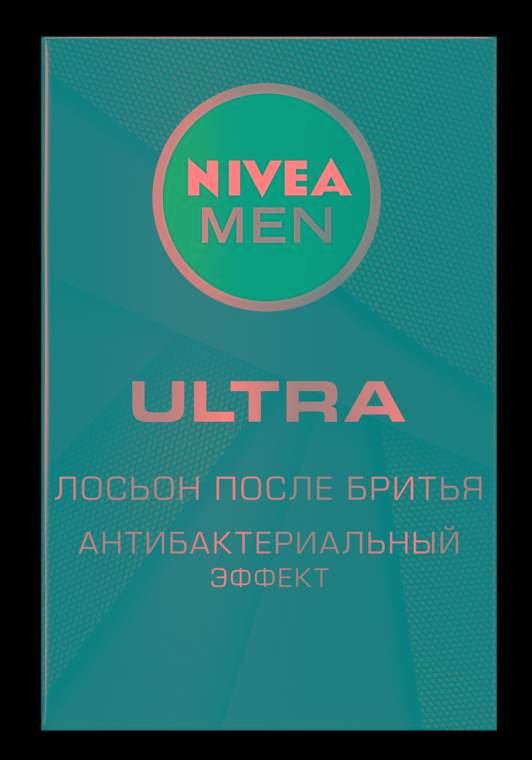 NIVEA
MEN
ULTRA
ЛОСЬОН ПОСЛЕ БРИТЬЯ
АНТИБАКТЕРИАЛЬНЫЙ
ЭФФЕКТ